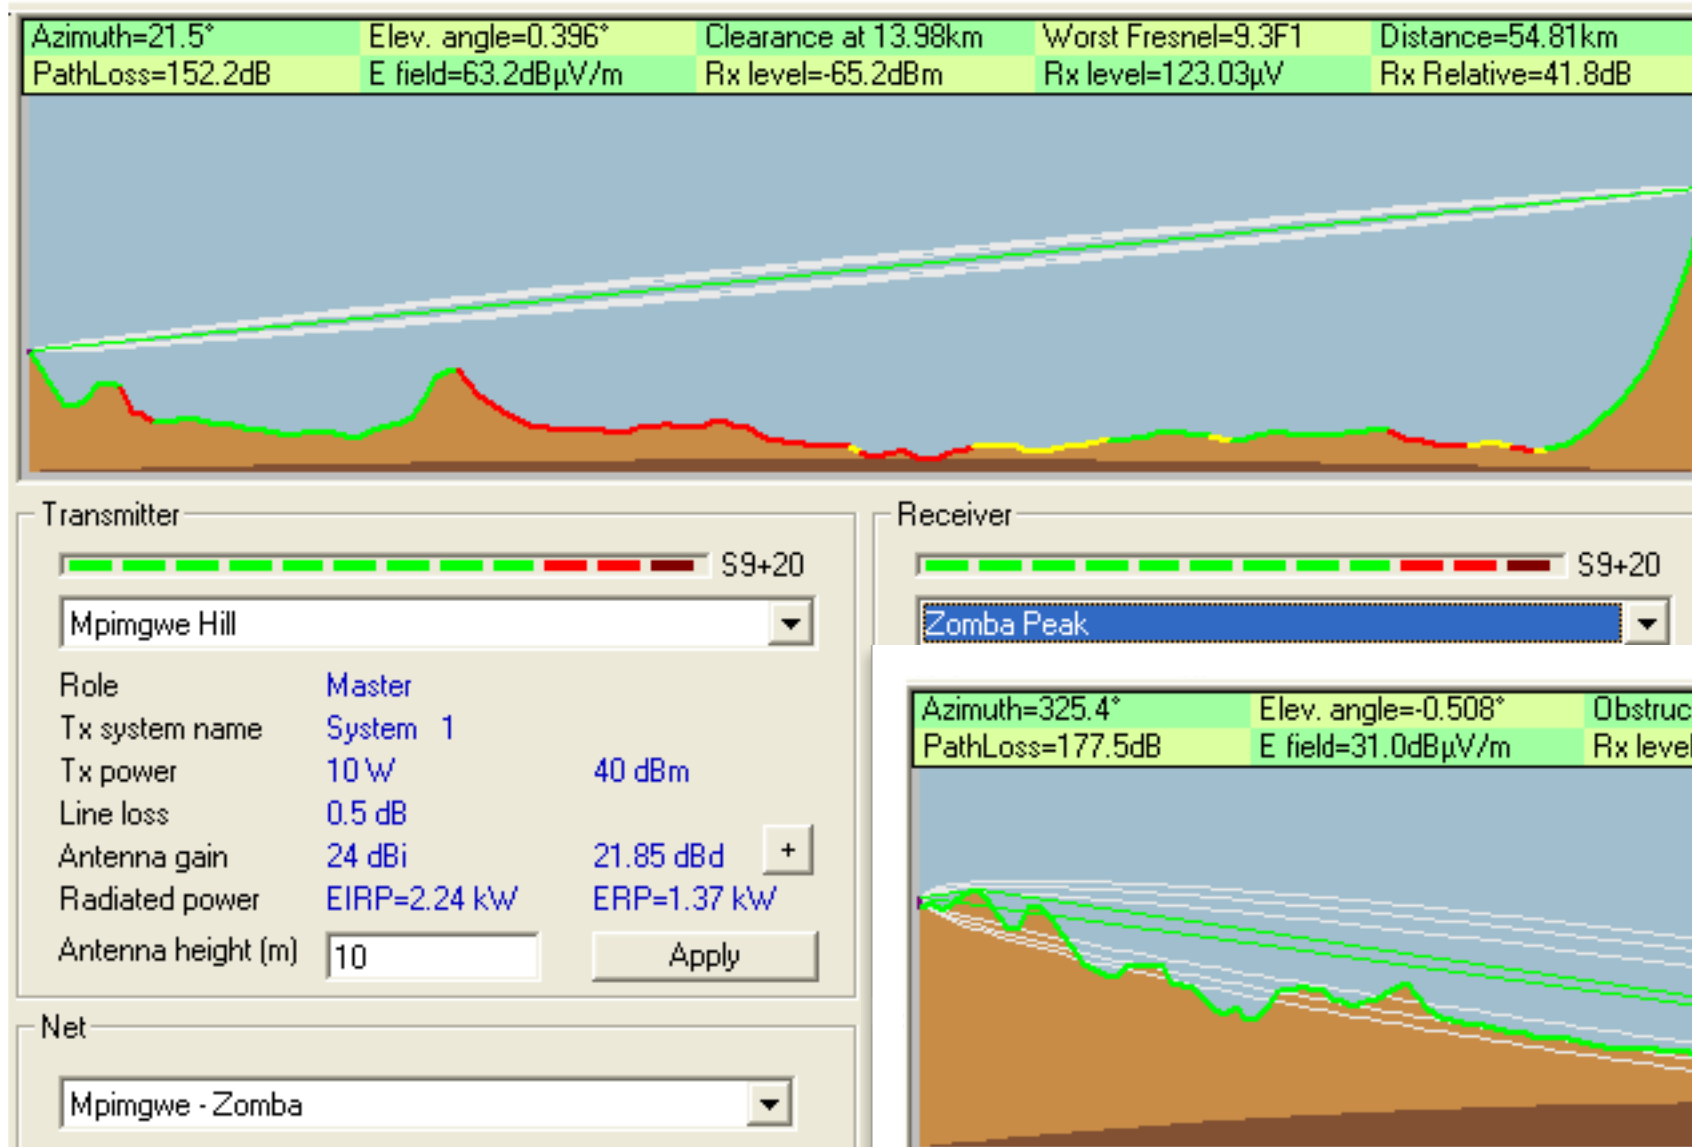 Azimuth=21.5° Elev. angle=0.396° Clearance at 13.98km Worst Fresnel=9.3F1 Distance=54.81km
PathLoss=152.2dB E field=63.2dBµV/m Rx level=-65.2dBm Rx level=123.03µV Rx Relative=41.8dB
Transmitter
S9+20
Mpimgwe Hill
Role Master
Tx system name System 1
Tx power 10 W 40 dBm
Line loss 0.5 dB
Antenna gain 24 dBi 21.85 dBd +
Radiated power EIRP=2.24 kW ERP=1.37 kW
Antenna height (m) 10 Apply
Net
Mpimgwe - Zomba
Receiver
S9+20
Zomba Peak
Azimuth=325.4° Elev. angle=-0.508° Obstruc
PathLoss=177.5dB E field=31.0dBµV/m Rx level